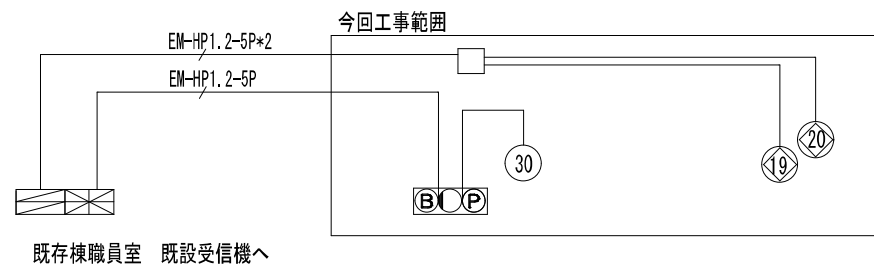 今回工事範囲
EM-HP1.2-5P*2
EM-HP1.2-5P
20
19
30
B P
既存棟職員室 既設受信機へ